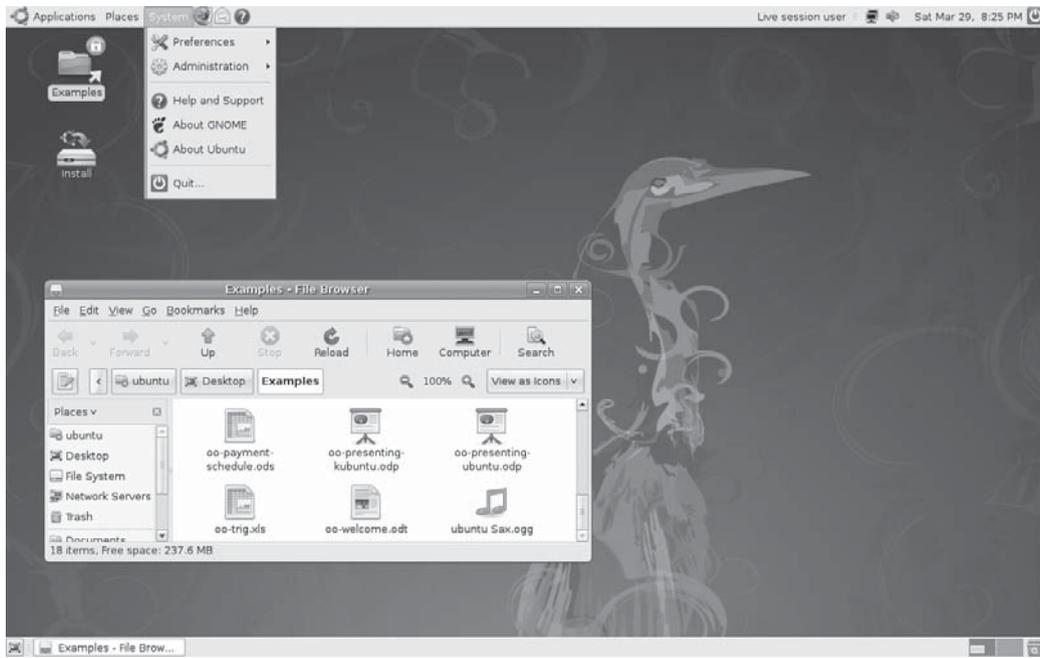 Applications Places System
Live session user Sat Mar 29, 8:25 PM
Preferences
Administration
Help and Support
About GNOME
About Ubuntu
Quit...
Examples
Install
Examples - File Browser
File Edit View Go Bookmarks Help
Back Forward Up Stop Reload Home Computer Search
ubuntu Desktop Examples 100% View as Icons
Places
ubuntu
Desktop
File System
Network Servers
Trash
Documents
oo-payment-
schedule.ods
oo-presenting-
kubuntu.odp
oo-presenting-
ubuntu.odp
oo-trig.xls
oo-welcome.odt
ubuntu Sax.ogg
18 items, Free space: 237.6 MB
Examples - File Brow...